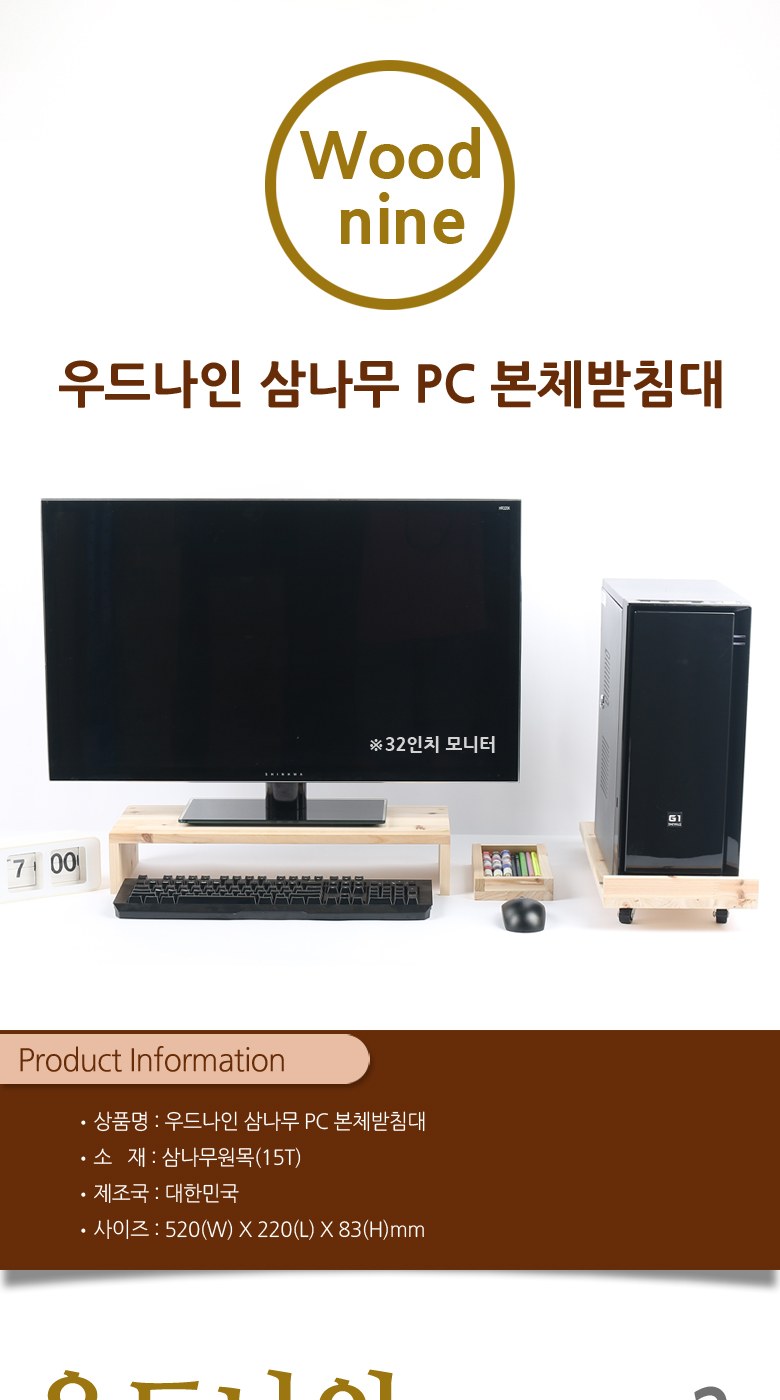 Wood
nine
우드나인 삼나무 PC 본체받침대
※32인치 모니터
G1
7 00
Product Information
• 상품명 : 우드나인 삼나무 PC 본체받침대
• 소 재 : 삼나무원목(15T)
• 제조국 : 대한민국
• 사이즈 : 520(W) X 220(L) X 83(H)mm